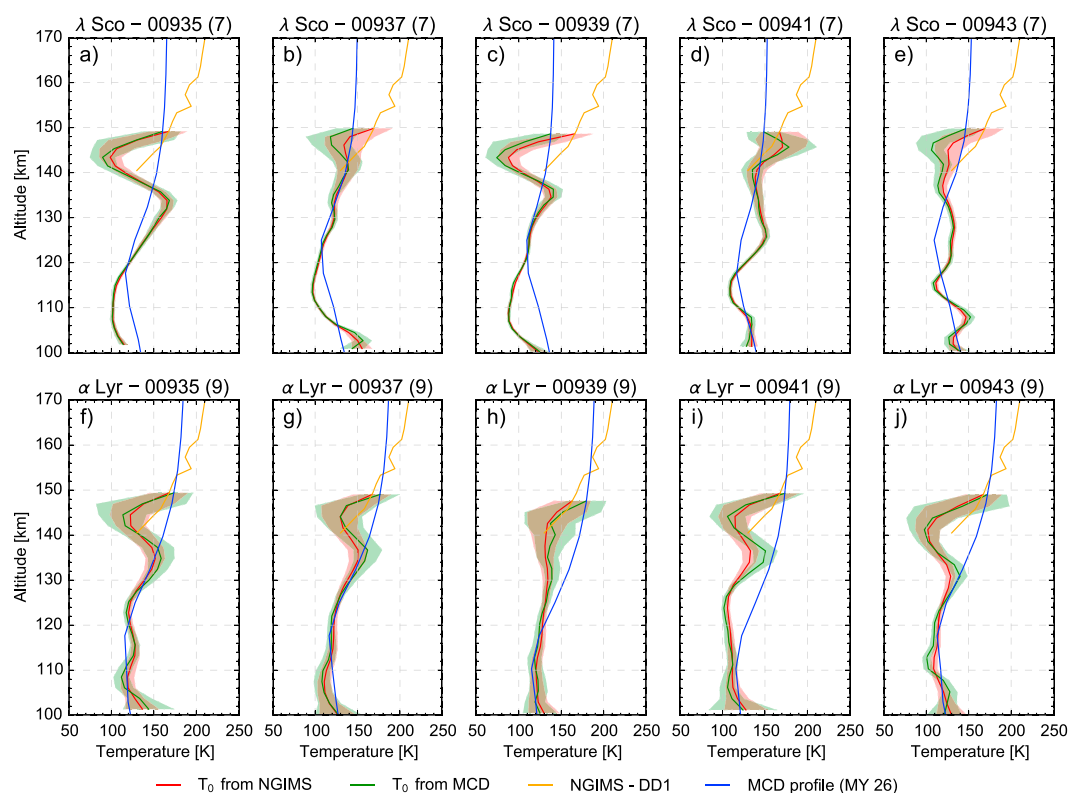 λ Sco – 00935 (7) λ Sco – 00937 (7) λ Sco – 00939 (7) λ Sco – 00941 (7) λ Sco – 00943 (7)
170 a) b) c) d) e)
160
150
140
130
120
110
100
Altitude [km]
α Lyr – 00935 (9) α Lyr – 00937 (9) α Lyr – 00939 (9) α Lyr – 00941 (9) α Lyr – 00943 (9)
170 f) g) h) i) j)
160
150
140
130
120
110
100
Altitude [km]
50 100 150 200 250 50 100 150 200 250 50 100 150 200 250 50 100 150 200 250 50 100 150 200 250
Temperature [K] Temperature [K] Temperature [K] Temperature [K] Temperature [K]
T₀ from NGIMS T₀ from MCD NGIMS - DD1 MCD profile (MY 26)